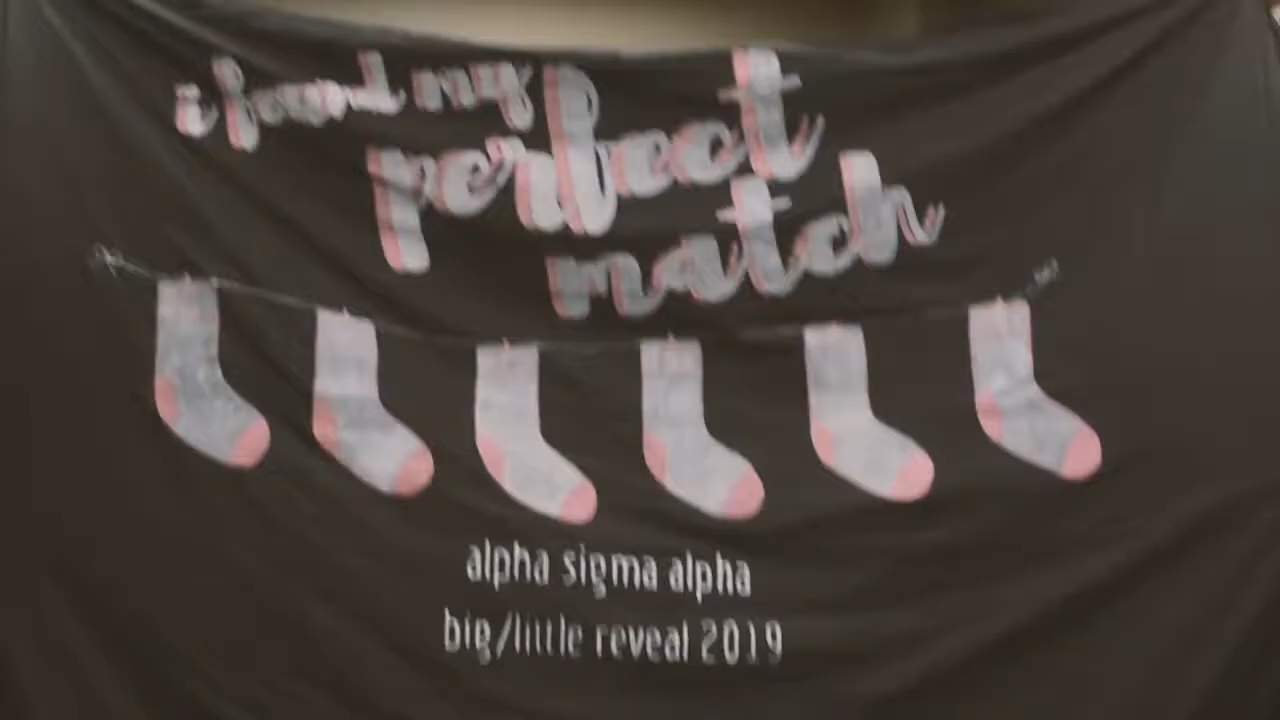 i found my
perfect
match
alpha sigma alpha
big/little reveal 2019